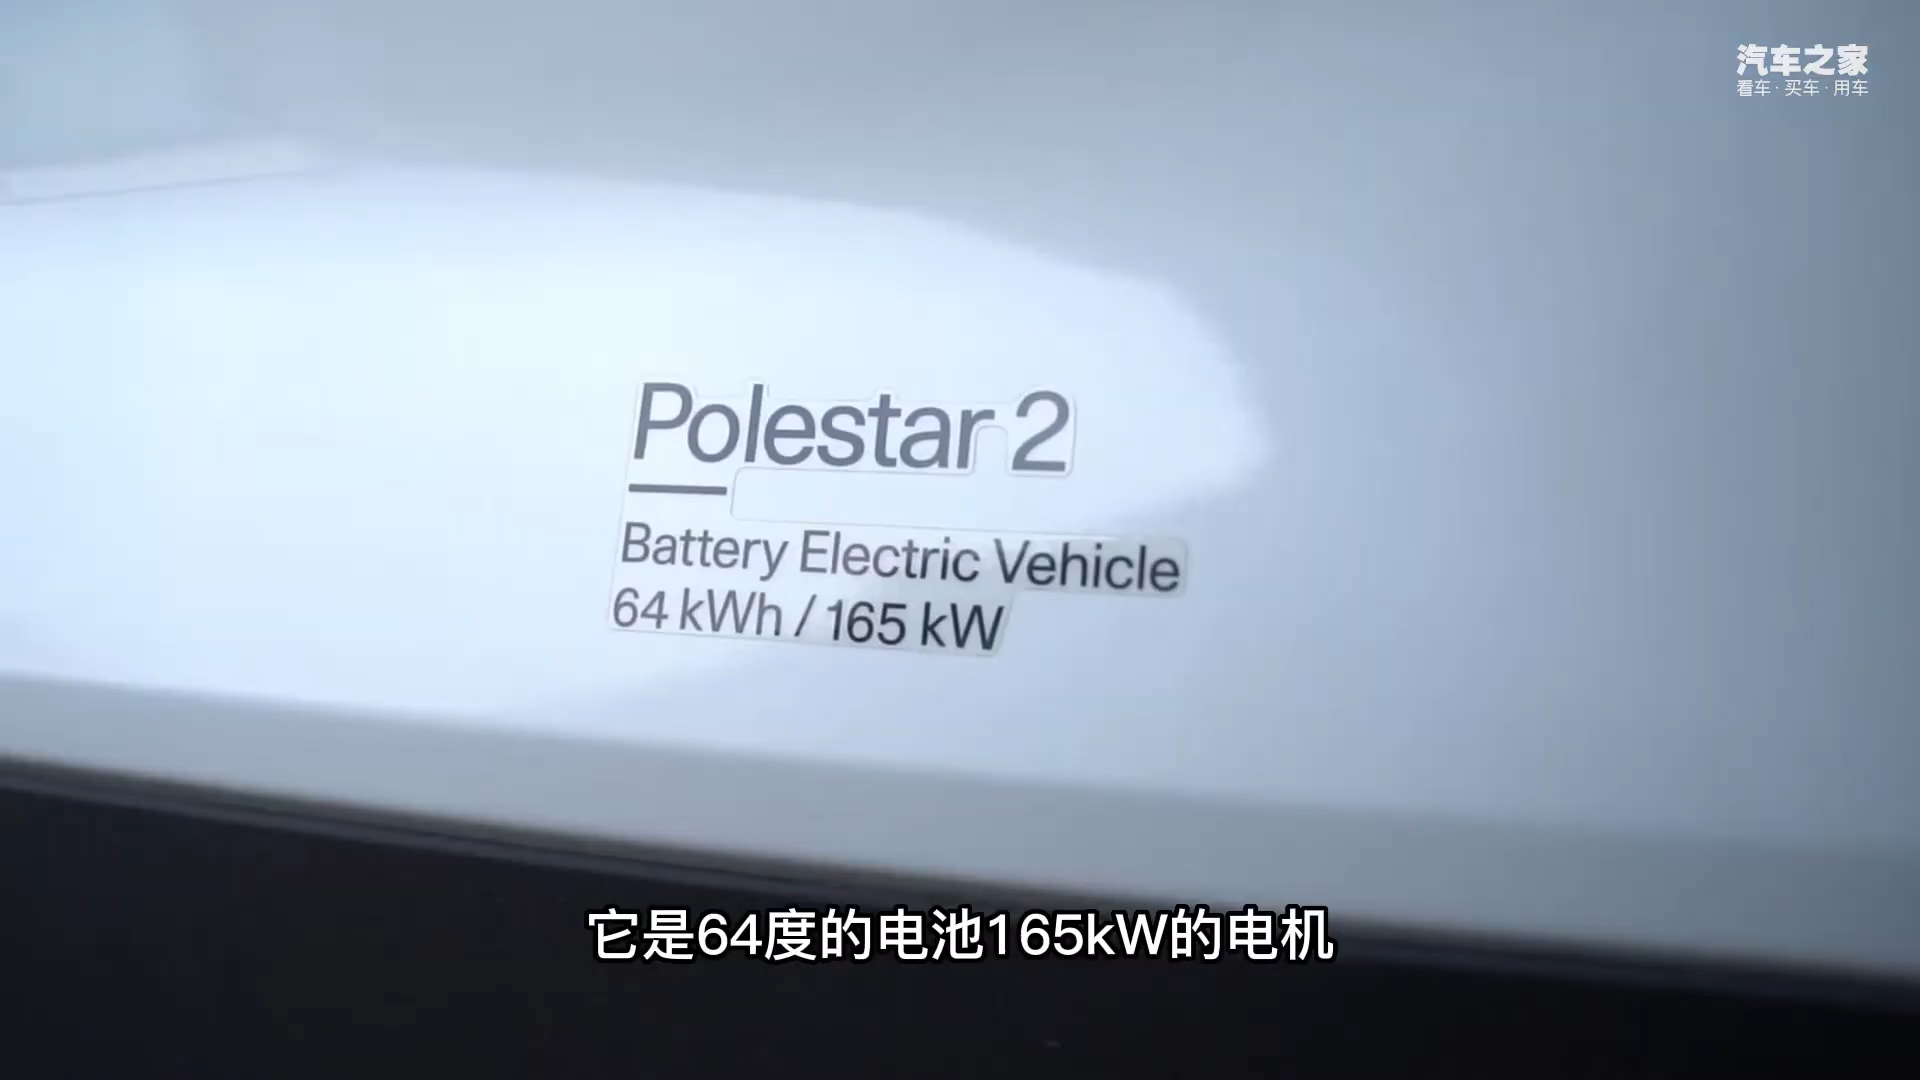 汽车之家
看车·买车·用车
Polestar 2
Battery Electric Vehicle
64 kWh / 165 kW
它是64度的电池165kW的电机